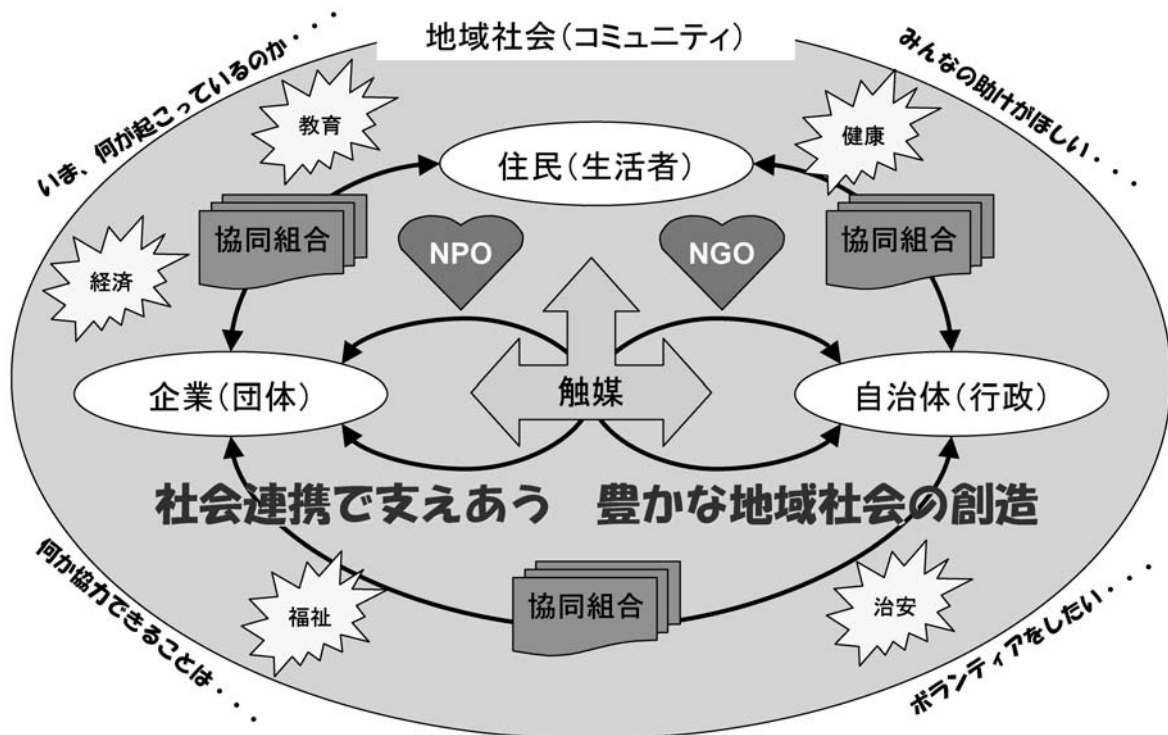 地域社会(コミュニティ)
いま、何が起こっているのか・・・
みんなの助けがほしい・・・
教育
健康
住民(生活者)
協同組合
協同組合
NPO
NGO
経済
企業(団体)
触媒
自治体(行政)
社会連携で支えあう 豊かな地域社会の創造
福祉
協同組合
治安
何か協力できることは・・・
ボランティアをしたい・・・